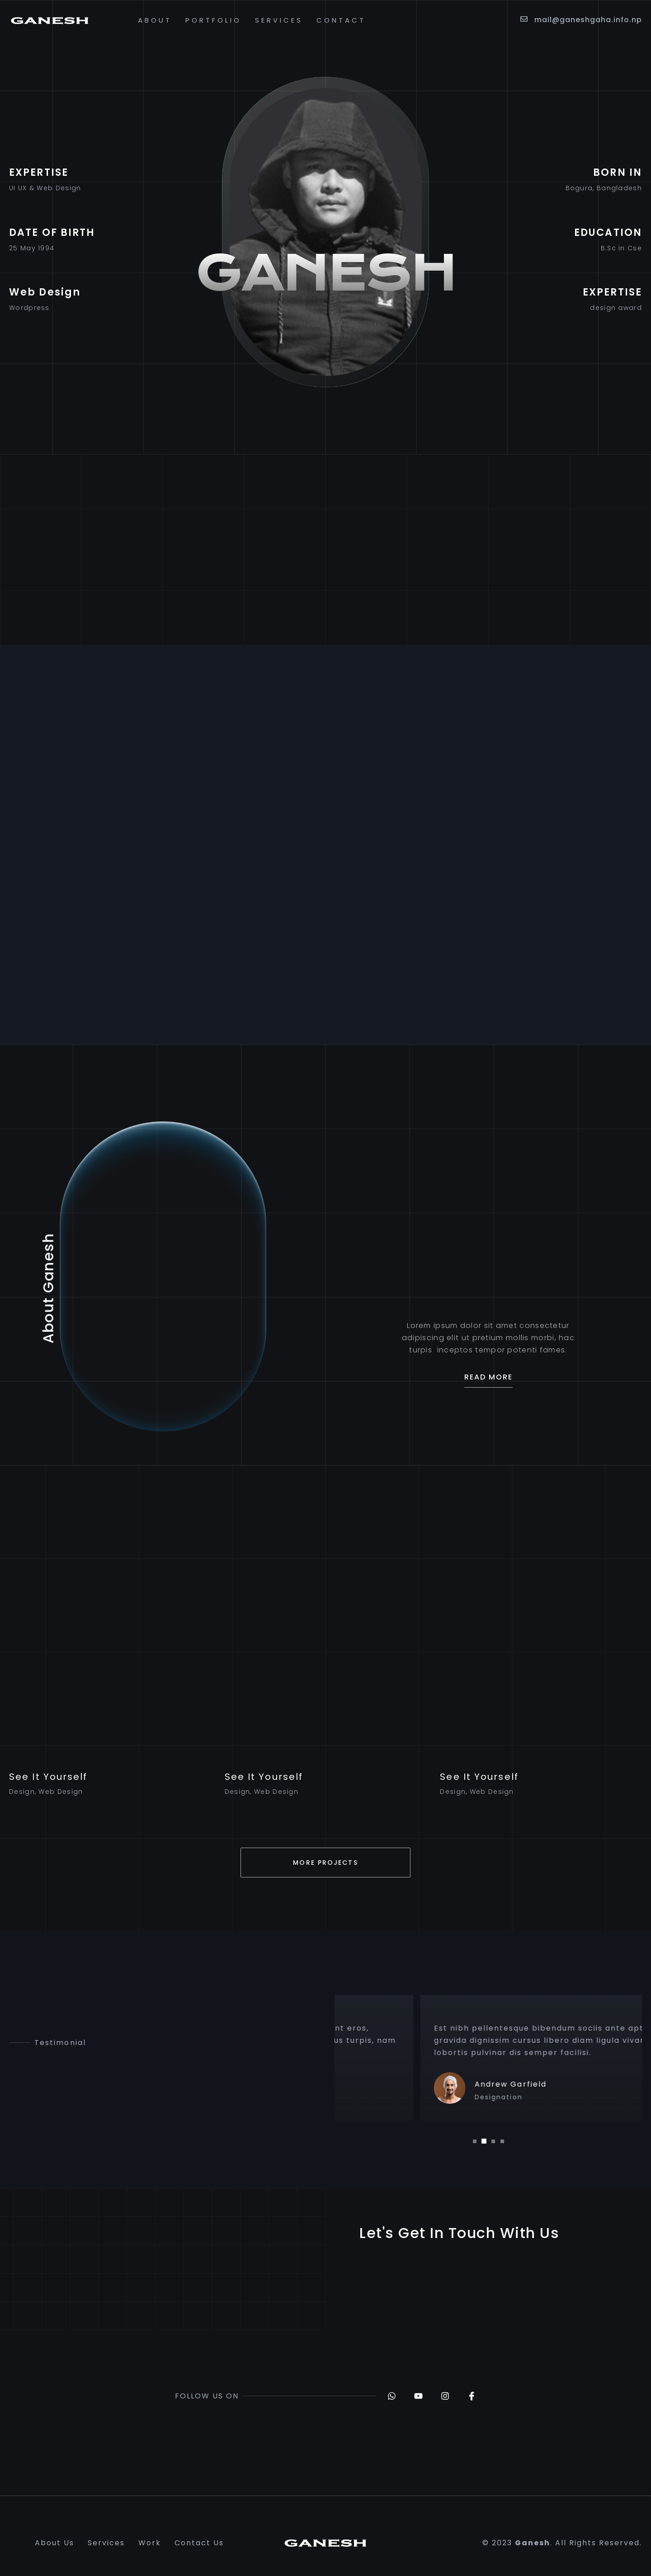 GANESH
ABOUT PORTFOLIO SERVICES CONTACT
mail@ganeshgaha.info.np
EXPERTISE
UI UX & Web Design
DATE OF BIRTH
25 May 1994
Web Design
Wordpress
GANESH
BORN IN
Bogura, Bangladesh
EDUCATION
B.Sc in Cse
EXPERTISE
design award
About Ganesh
Lorem ipsum dolor sit amet consectetur
adipiscing elit ut pretium mollis morbi, hac
turpis inceptos tempor potenti fames.
READ MORE
See It Yourself
Design, Web Design
See It Yourself
Design, Web Design
See It Yourself
Design, Web Design
MORE PROJECTS
Testimonial
nt eros,
us turpis, nam
Est nibh pellentesque bibendum sociis ante apt
gravida dignissim cursus libero diam ligula vivar
lobortis pulvinar dis semper facilisi.
Andrew Garfield
Designation
Let's Get In Touch With Us
FOLLOW US ON
About Us Services Work Contact Us
GANESH
© 2023 Ganesh. All Rights Reserved.